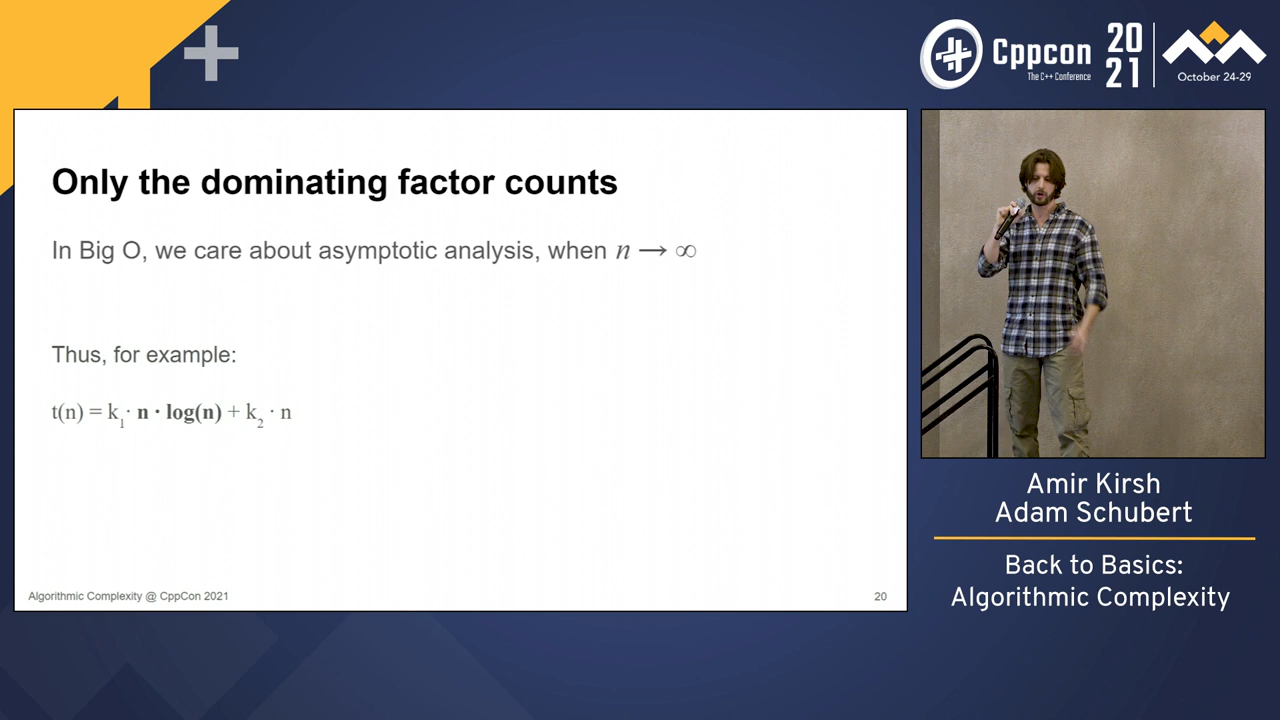 Cppcon
The C++ Conference
20
21
October 24-29
Only the dominating factor counts
In Big O, we care about asymptotic analysis, when n → ∞
Thus, for example:
t(n) = k₁· n · log(n) + k₂ · n
Algorithmic Complexity @ CppCon 2021
20
Amir Kirsh
Adam Schubert
Back to Basics:
Algorithmic Complexity